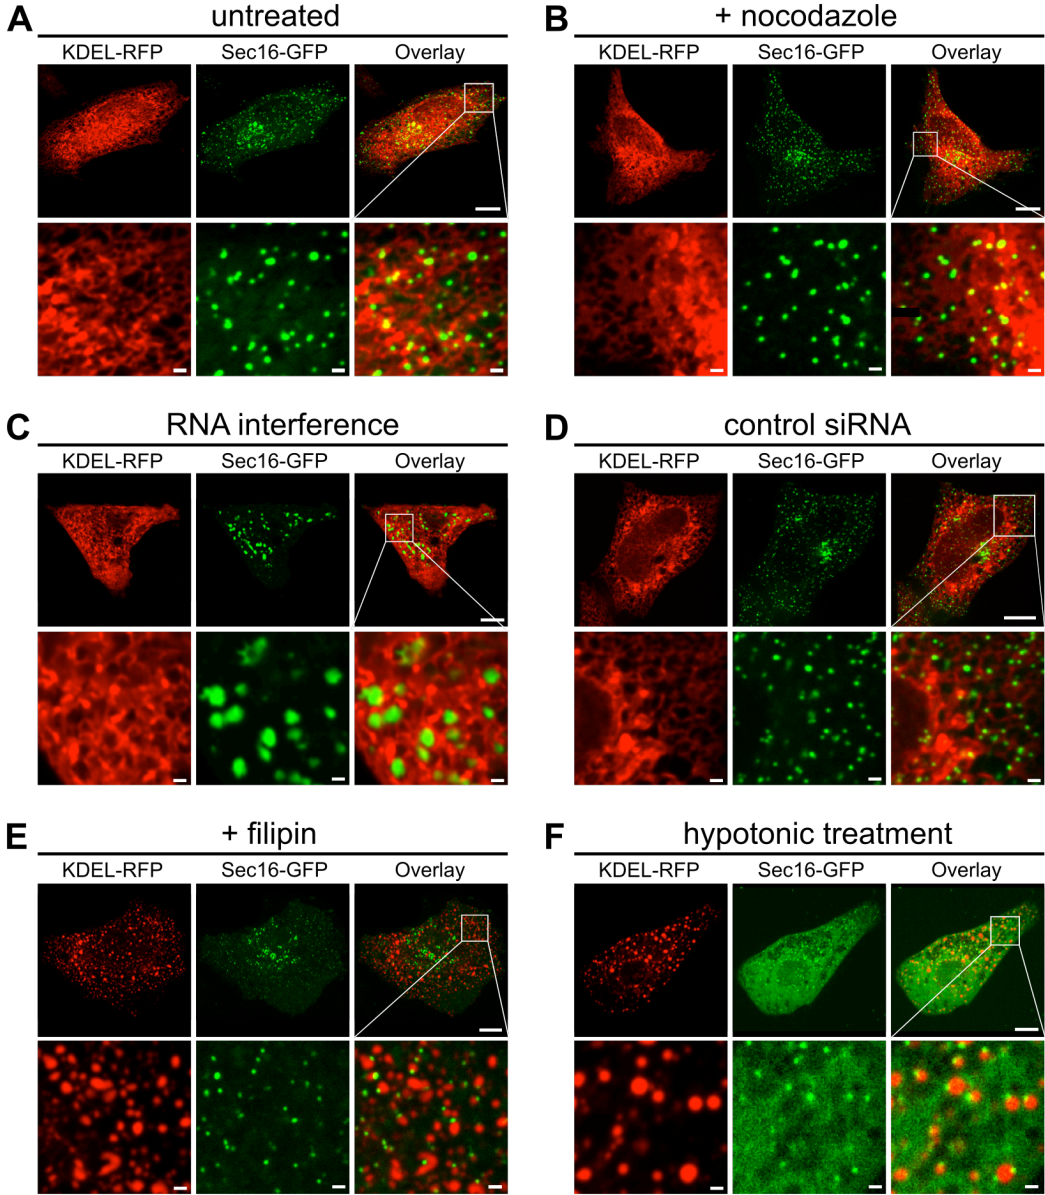 A untreated
KDEL-RFP Sec16-GFP Overlay
B + nocodazole
KDEL-RFP Sec16-GFP Overlay
C RNA interference
KDEL-RFP Sec16-GFP Overlay
D control siRNA
KDEL-RFP Sec16-GFP Overlay
E + filipin
KDEL-RFP Sec16-GFP Overlay
F hypotonic treatment
KDEL-RFP Sec16-GFP Overlay